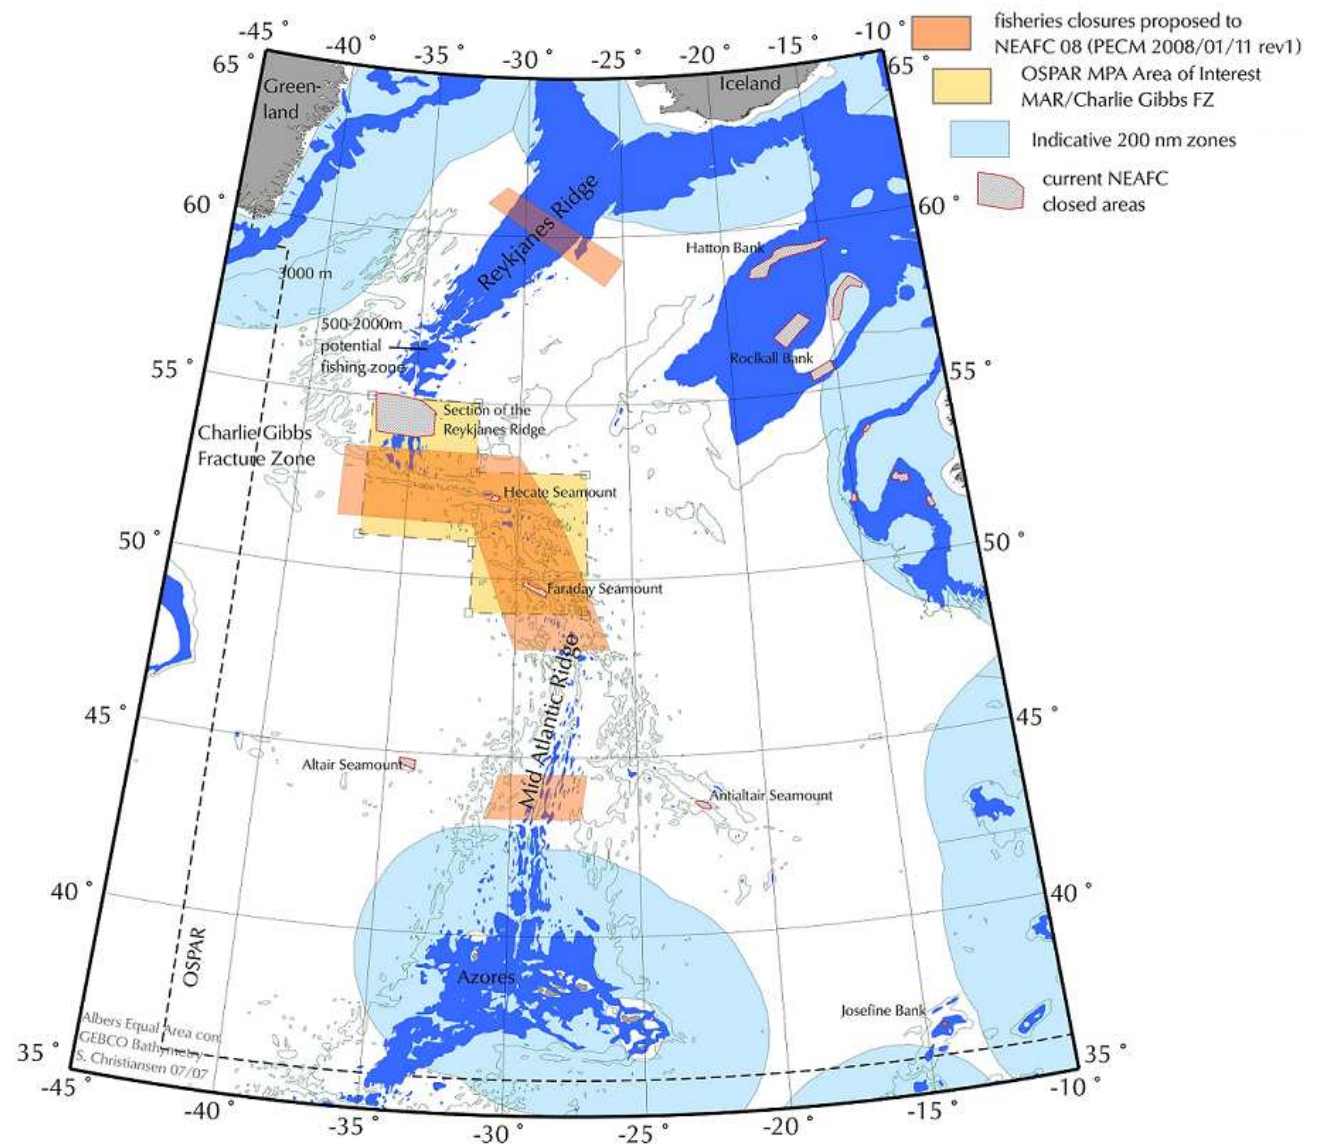 -45 °
-40 °
-35 °
-30 °
-25 °
-20 °
-15 °
-10 °
fisheries closures proposed to
NEAFC 08 (PECM 2008/01/11 rev1)
OSPAR MPA Area of Interest
MAR/Charlie Gibbs FZ
Indicative 200 nm zones
current NEAFC
closed areas
65 °
65 °
Green-
land
Iceland
60 °
60 °
Reykjanes Ridge
Hatton Bank
3000 m
500-2000m
potential
fishing zone
Roclkall Bank
55 °
55 °
Section of the
Reykjanes Ridge
Charlie Gibbs
Fracture Zone
Hecate Seamount
50 °
50 °
Faraday Seamount
Mid Atlantic Ridge
45 °
45 °
Altair Seamount
Antialtair Seamount
40 °
40 °
OSPAR
Azores
Josefine Bank
Albers Equal Area con
GEBCO Bathymetry
S. Christiansen 07/07
35 °
35 °
-45 °
-40 °
-35 °
-30 °
-25 °
-20 °
-15 °
-10 °